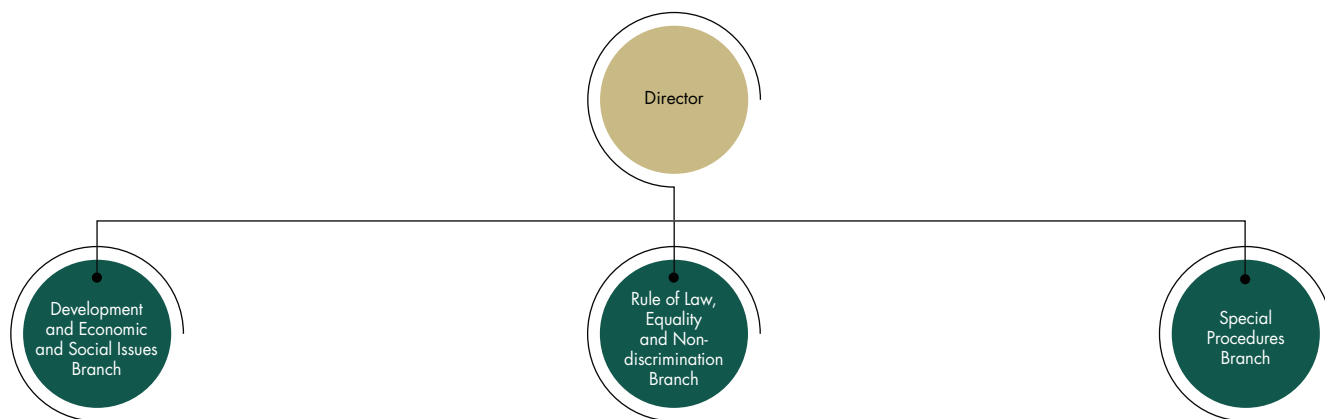 Director
Development
and Economic
and Social Issues
Branch
Rule of Law,
Equality
and Non-
discrimination
Branch
Special
Procedures
Branch